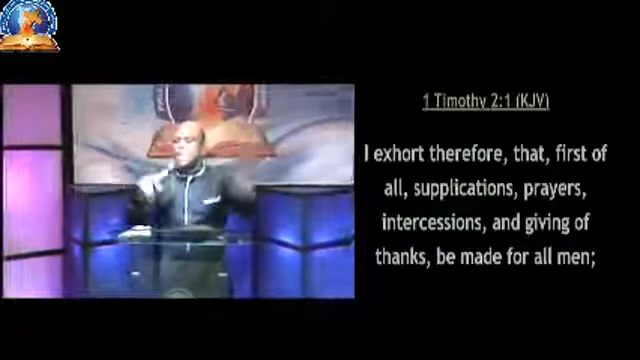 1 Timothy 2:1 (KJV)
I exhort therefore, that, first of
all, supplications, prayers,
intercessions, and giving of
thanks, be made for all men;